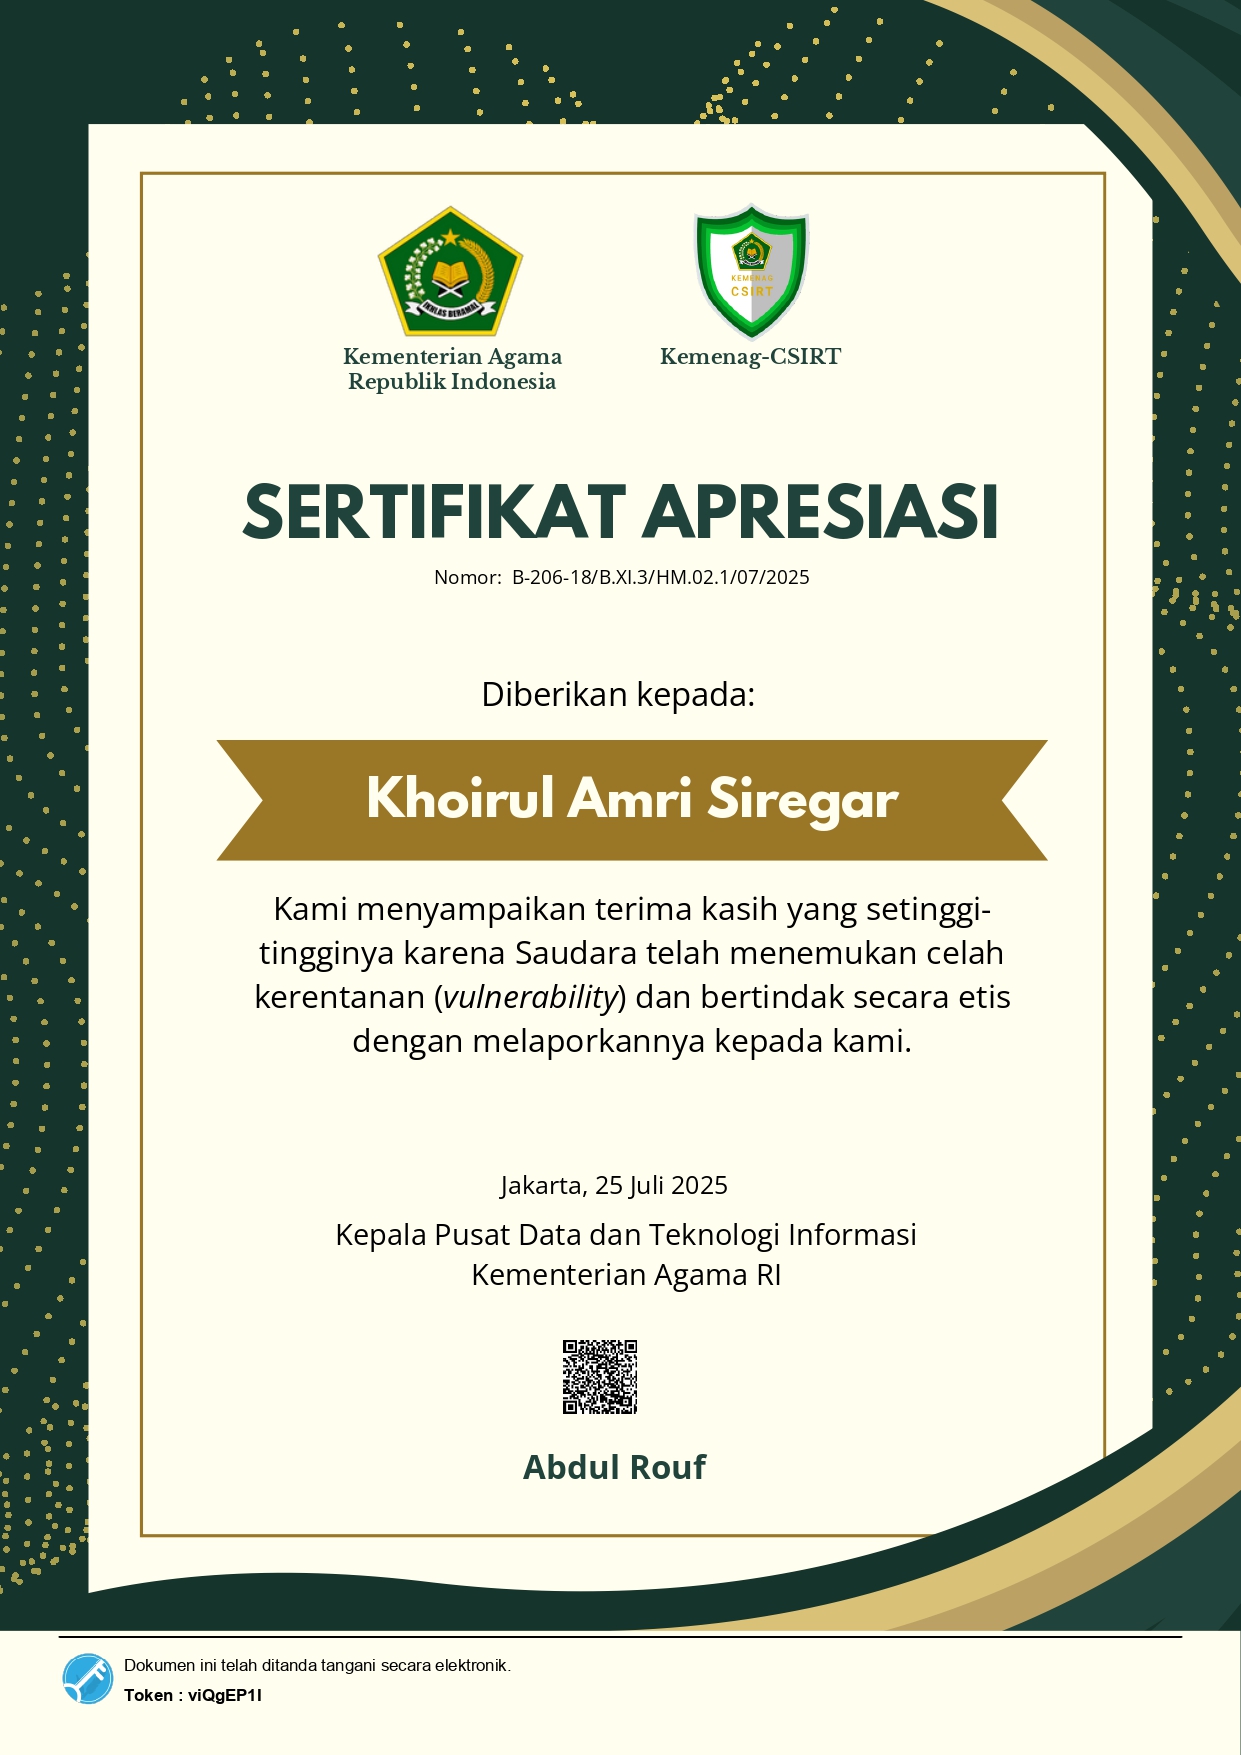 IKHLAS BERAMAL
KEMENAG
CSIRT
Kementerian Agama
Republik Indonesia
Kemenag-CSIRT
SERTIFIKAT APRESIASI
Nomor: B-206-18/B.XI.3/HM.02.1/07/2025
Diberikan kepada:
Khoirul Amri Siregar
Kami menyampaikan terima kasih yang setinggi-
tingginya karena Saudara telah menemukan celah
kerentanan (vulnerability) dan bertindak secara etis
dengan melaporkannya kepada kami.
Jakarta, 25 Juli 2025
Kepala Pusat Data dan Teknologi Informasi
Kementerian Agama RI
Abdul Rouf
Dokumen ini telah ditanda tangani secara elektronik.
Token : viQgEP1I